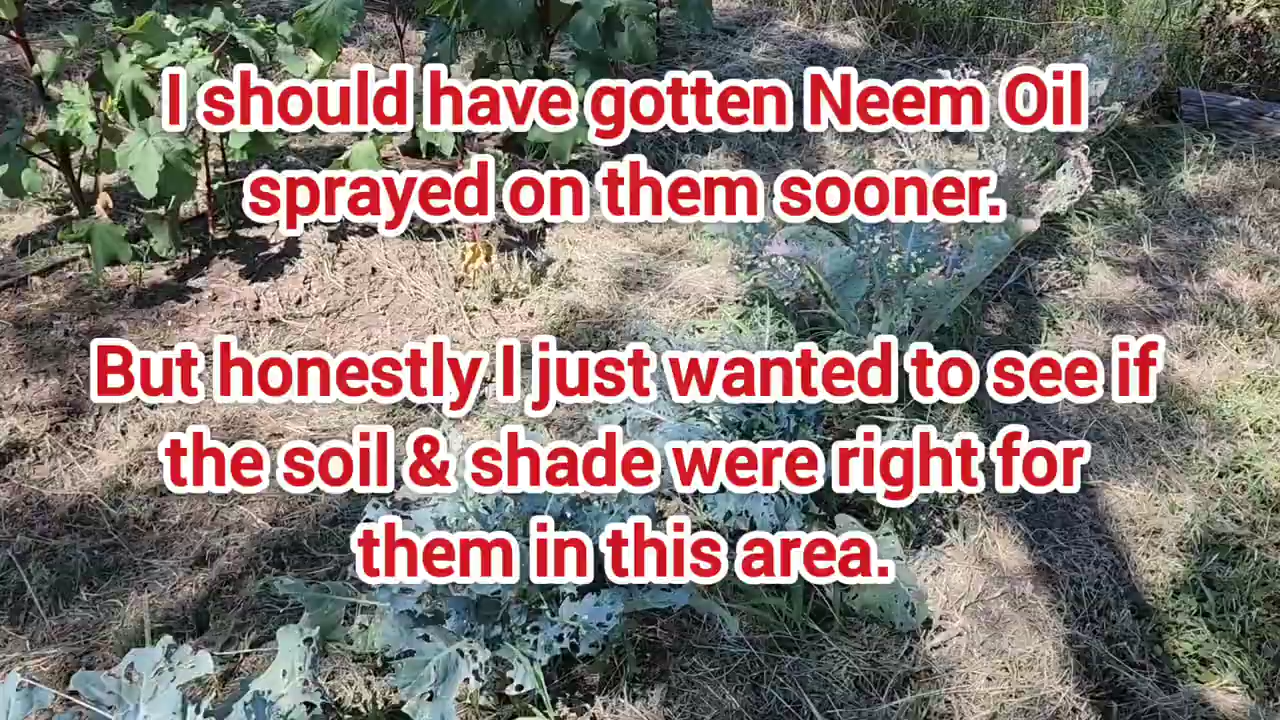 I should have gotten Neem Oil
sprayed on them sooner.
But honestly I just wanted to see if
the soil & shade were right for
them in this area.